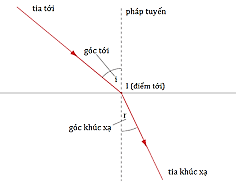 tia tới
pháp tuyến
góc tới
i
I (điểm tới)
r
góc khúc xạ
tia khúc xạ